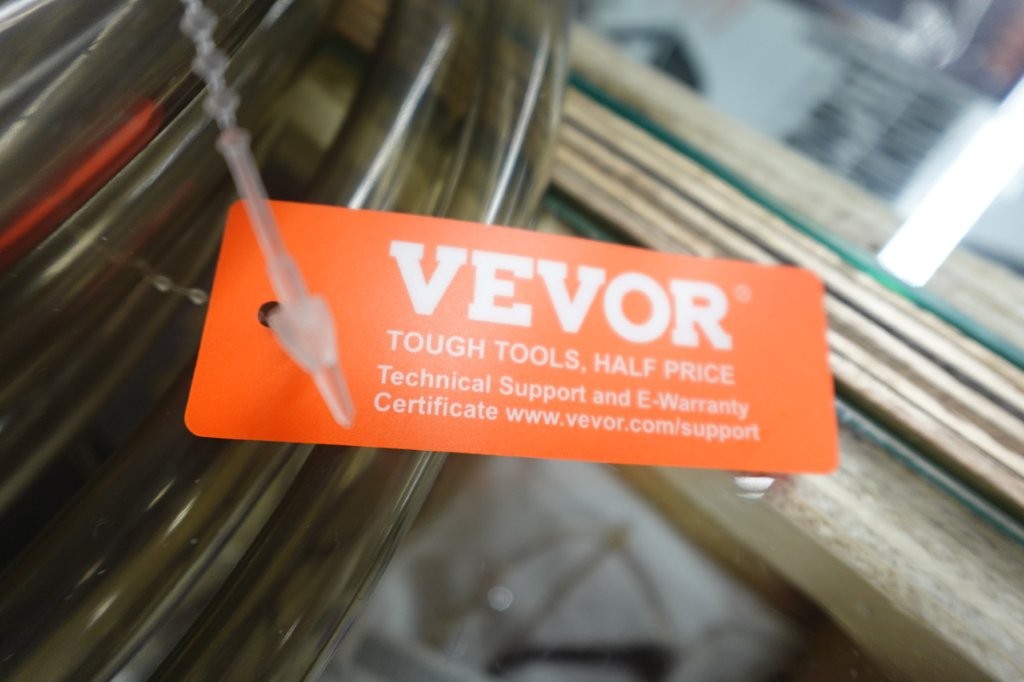 VEVOR®
TOUGH TOOLS, HALF PRICE
Technical Support and E-Warranty
Certificate www.vevor.com/support